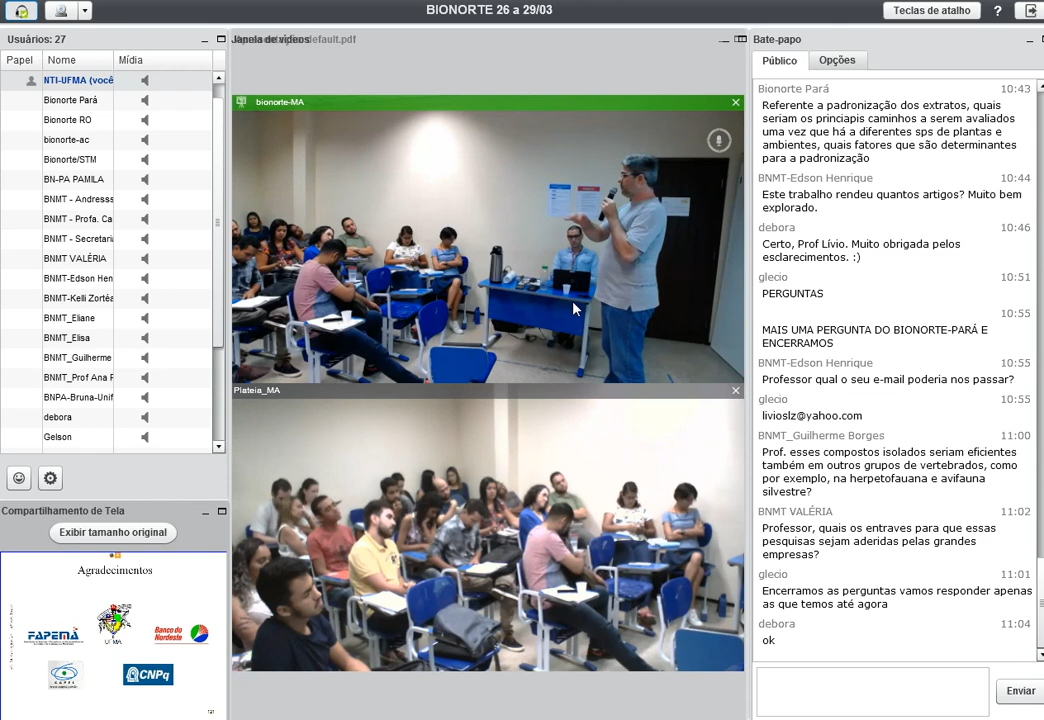 BIONORTE 26 a 29/03
Teclas de atalho
?
Usuários: 27
Papel Nome Mídia
NTI-UFMA (você
Bionorte Pará
Bionorte RO
bionorte-ac
Bionorte/STM
BN-PA PAMILA
BNMT - Andresss
BNMT - Profa. Ca
BNMT - Secretari
BNMT VALÉRIA
BNMT-Edson Hen
BNMT-Kelli Zortéa
BNMT_Eliane
BNMT_Elisa
BNMT_Guilherme
BNMT_Prof Ana P
BNPA-Bruna-Unif
debora
Gelson
Compartilhamento de Tela
Exibir tamanho original
Agradecimentos
FAPEMA
UFMA
Banco do
Nordeste
CAPES
CNPq
Janela de vídeos
default.pdf
bionorte-MA
Plateia_MA
Bate-papo
Público Opções
Bionorte Pará 10:43
Referente a padronização dos extratos, quais
seriam os principais caminhos a serem avaliados
uma vez que há a diferentes sps de plantas e
ambientes, quais fatores que são determinantes
para a padronização
BNMT-Edson Henrique 10:44
Este trabalho rendeu quantos artigos? Muito bem
explorado.
debora 10:46
Certo, Prof Lívio. Muito obrigada pelos
esclarecimentos. :)
glecio 10:51
PERGUNTAS
10:55
MAIS UMA PERGUNTA DO BIONORTE-PARÁ E
ENCERRAMOS
BNMT-Edson Henrique 10:55
Professor qual o seu e-mail poderia nos passar?
glecio 10:55
livioslz@yahoo.com
BNMT_Guilherme Borges 11:00
Prof. esses compostos isolados seriam eficientes
também em outros grupos de vertebrados, como
por exemplo, na herpetofauna e avifauna
silvestre?
BNMT VALÉRIA 11:02
Professor, quais os entraves para que essas
pesquisas sejam aderidas pelas grandes
empresas?
glecio 11:01
Encerramos as perguntas vamos responder apenas
as que temos até agora
debora 11:04
ok
Enviar